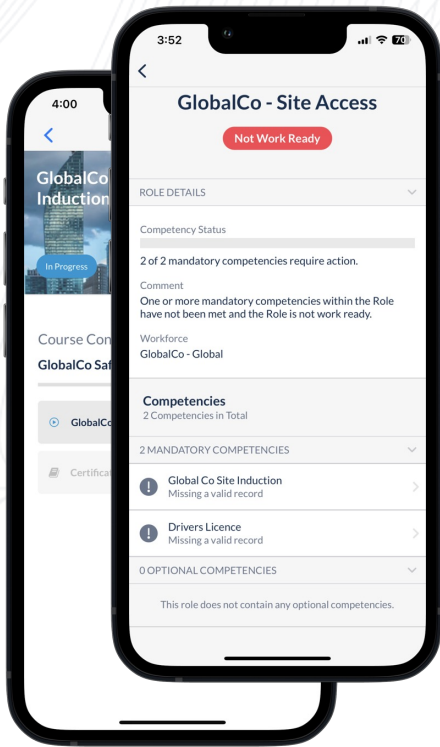 3:52
70
GlobalCo - Site Access
Not Work Ready
ROLE DETAILS
Competency Status
2 of 2 mandatory competencies require action.
Comment
One or more mandatory competencies within the Role
have not been met and the Role is not work ready.
Workforce
GlobalCo - Global
Competencies
2 Competencies in Total
2 MANDATORY COMPETENCIES
Global Co Site Induction
Missing a valid record
Drivers Licence
Missing a valid record
0 OPTIONAL COMPETENCIES
This role does not contain any optional competencies.
4:00
GlobalCo
Induction
In Progress
Course Con
GlobalCo Saf
GlobalCo
Certificat